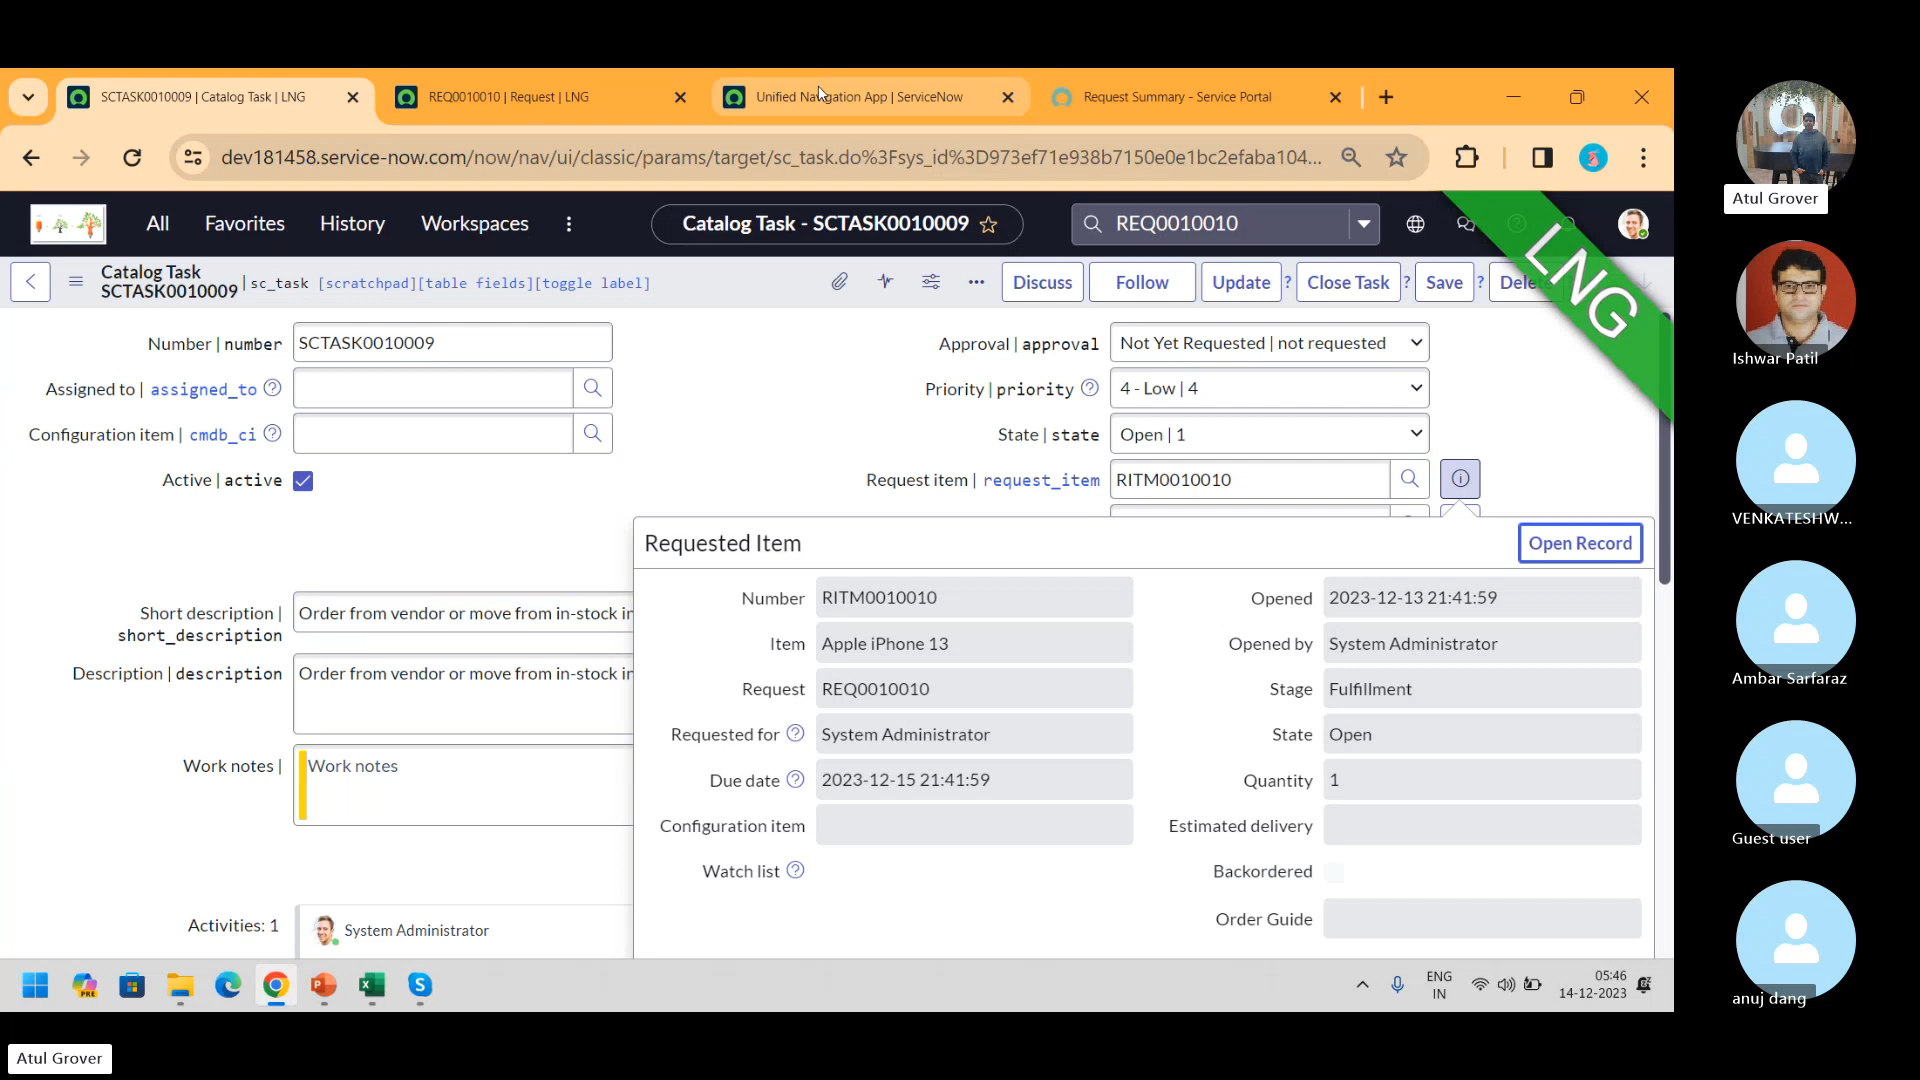 SCTASK0010009 | Catalog Task | LNG
REQ0010010 | Request | LNG
Unified Navigation App | ServiceNow
Request Summary - Service Portal
dev181458.service-now.com/now/nav/ui/classic/params/target/sc_task.do%3Fsys_id%3D973ef71e938b7150e0e1bc2efaba104...
All
Favorites
History
Workspaces
Catalog Task - SCTASK0010009
REQ0010010
LNG
Catalog Task
SCTASK0010009
| sc_task [scratchpad][table fields][toggle label]
Discuss
Follow
Update ?
Close Task ?
Save ?
Delete
Number | number
SCTASK0010009
Assigned to | assigned_to
Configuration item | cmdb_ci
Active | active
Approval | approval
Not Yet Requested | not requested
Priority | priority
4 - Low | 4
State | state
Open | 1
Request item | request_item
RITM0010010
Short description |
short_description
Order from vendor or move from in-stock in
Description | description
Order from vendor or move from in-stock in
Work notes |
Work notes
Activities: 1
System Administrator
Requested Item
Open Record
Number
RITM0010010
Item
Apple iPhone 13
Request
REQ0010010
Requested for
System Administrator
Due date
2023-12-15 21:41:59
Configuration item
Watch list
Opened
2023-12-13 21:41:59
Opened by
System Administrator
Stage
Fulfillment
State
Open
Quantity
1
Estimated delivery
Backordered
Order Guide
PRE
ENG
IN
05:46
14-12-2023
Atul Grover
Ishwar Patil
VENKATESHW...
Ambar Sarfaraz
Guest user
anuj dang
Atul Grover